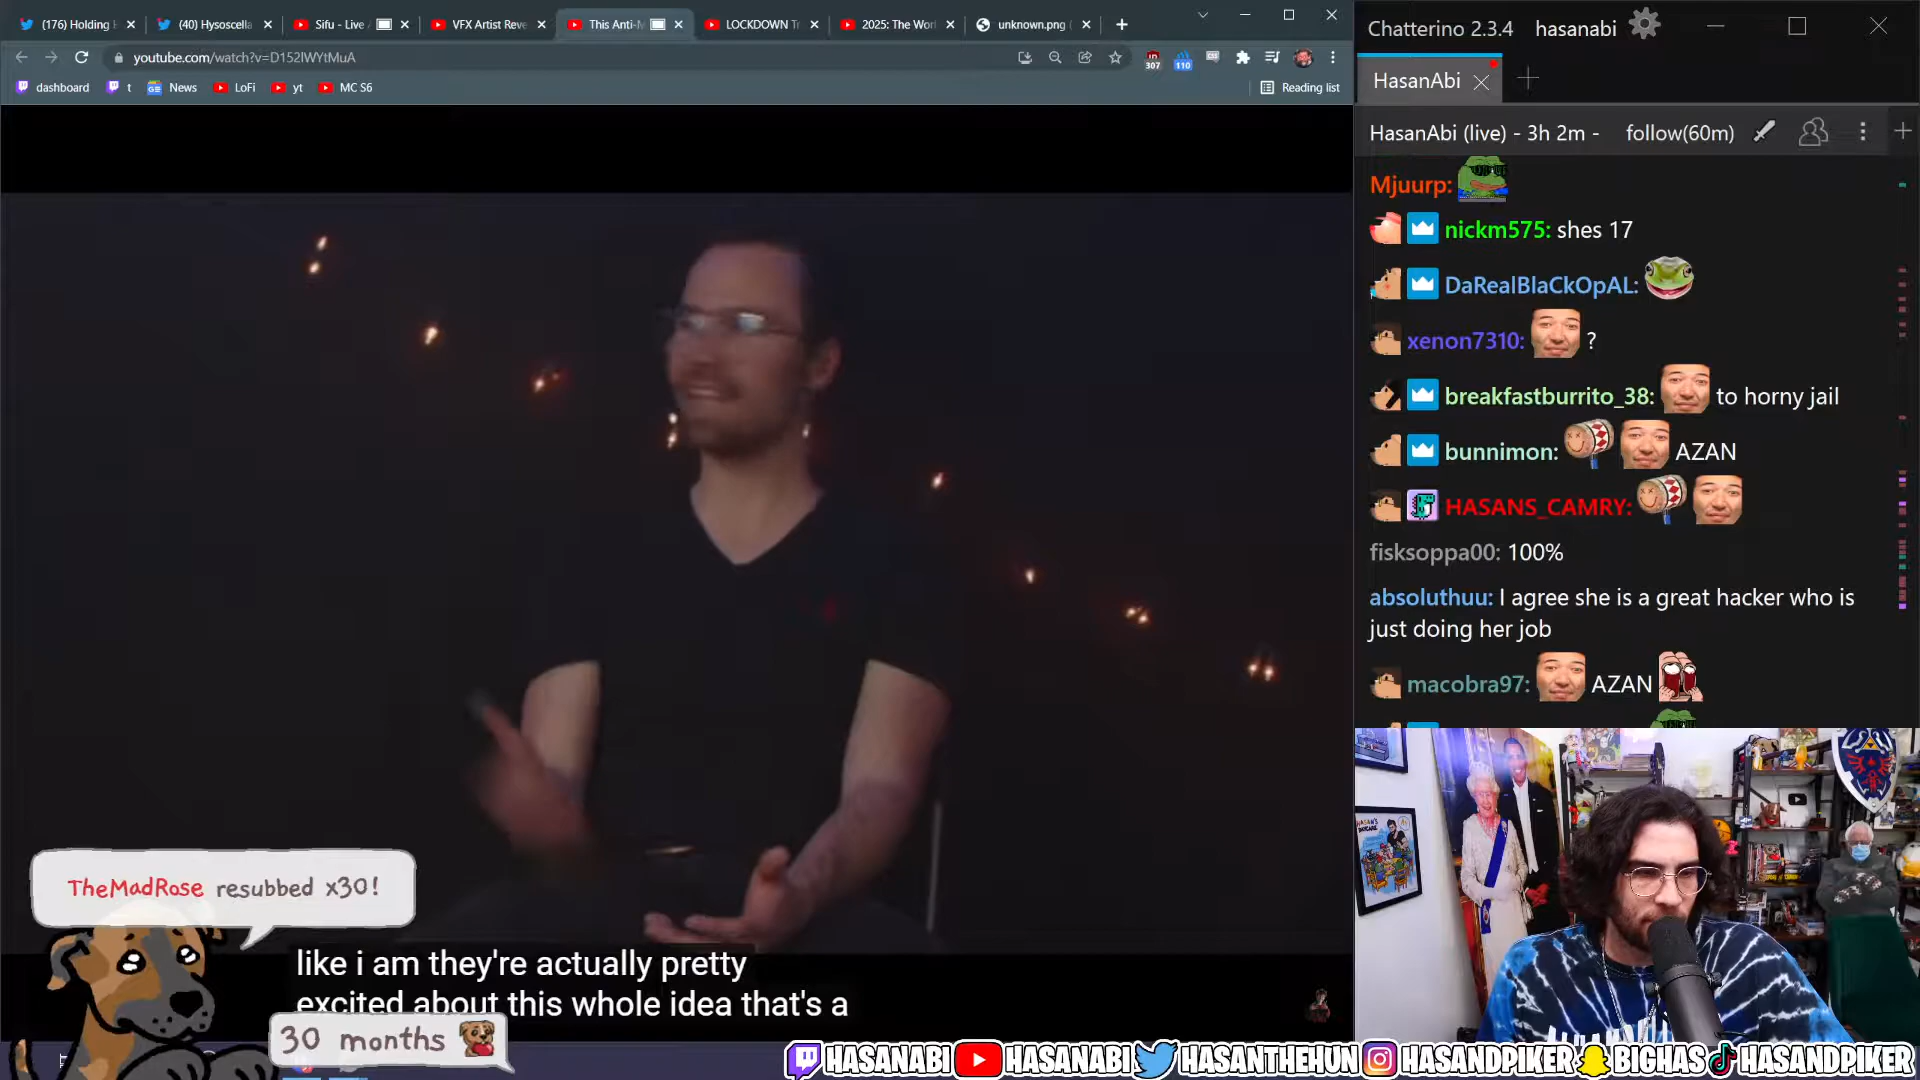 (176) Holding
(40) Hysoscella
Sifu - Live
VFX Artist Reve
This Anti-
LOCKDOWN T
2025: The Wor
unknown.png (
youtube.com/watch?v=D152IWYtMuA
307
110
dashboard
t
News
LoFi
yt
MC S6
Reading list
Chatterino 2.3.4
hasanabi
HasanAbi
HasanAbi (live) - 3h 2m -
follow(60m)
Mjuurp:
nickm575: shes 17
DaRealBlaCkOpAL:
xenon7310: ?
breakfastburrito_38: to horny jail
bunnimon: AZAN
HASANS_CAMRY:
fisksoppa00: 100%
absoluthuu: I agree she is a great hacker who is
just doing her job
macobra97: AZAN
TheMadRose resubbed x30!
like i am they're actually pretty
excited about this whole idea that's a
30 months
HASANABI
HASANABI
HASANTHEHUN
HASANDPIKER
BIGHAS
HASANDPIKER